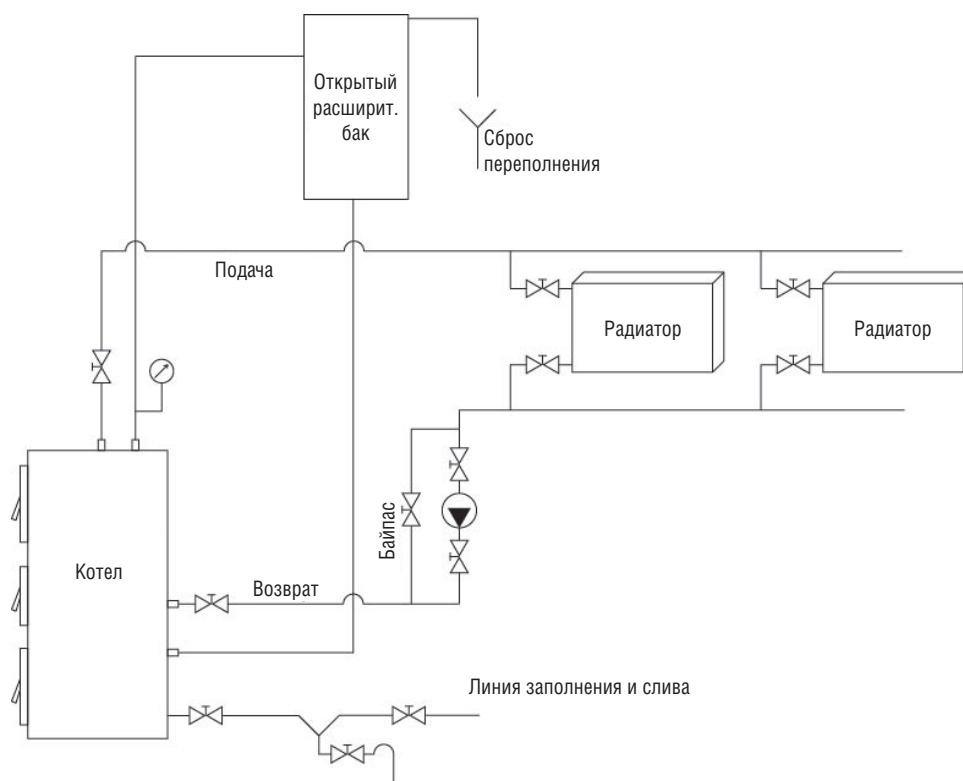 Открытый
расширит.
бак
Сброс
переполнения
Подача
Радиатор
Радиатор
Байпас
Котел
Возврат
Линия заполнения и слива